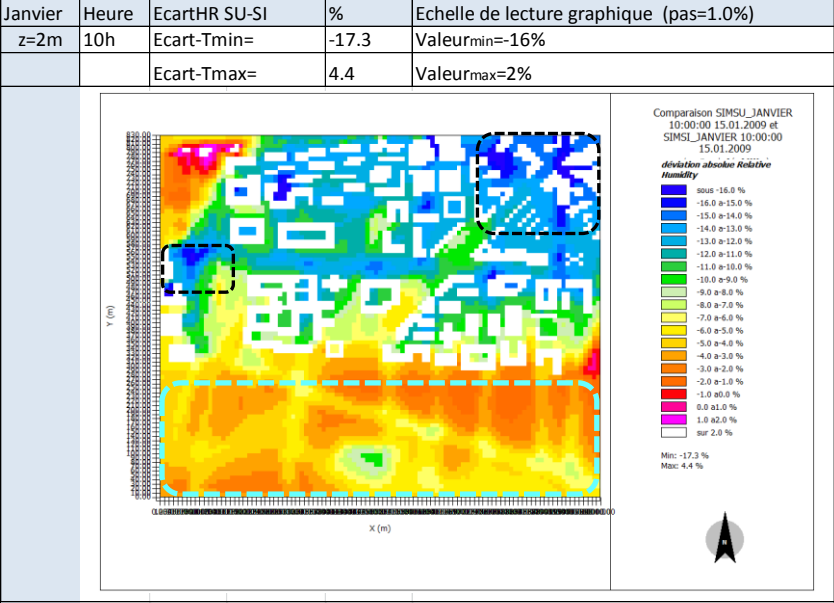 Janvier Heure EcartHR SU-SI % Echelle de lecture graphique (pas=1.0%)
z=2m 10h Ecart-Tmin= -17.3 Valeurmin=-16%
Ecart-Tmax= 4.4 Valeurmax=2%
Comparaison SIMSU_JANVIER
10:00:00 15.01.2009 et
SIMSI_JANVIER 10:00:00
15.01.2009
déviation absolue Relative
Humidity
sous -16.0 %
-16.0 a-15.0 %
-15.0 a-14.0 %
-14.0 a-13.0 %
-13.0 a-12.0 %
-12.0 a-11.0 %
-11.0 a-10.0 %
-10.0 a-9.0 %
-9.0 a-8.0 %
-8.0 a-7.0 %
-7.0 a-6.0 %
-6.0 a-5.0 %
-5.0 a-4.0 %
-4.0 a-3.0 %
-3.0 a-2.0 %
-2.0 a-1.0 %
-1.0 a0.0 %
0.0 a1.0 %
1.0 a2.0 %
sur 2.0 %
Min: -17.3 %
Max: 4.4 %
N
Y (m)
X (m)